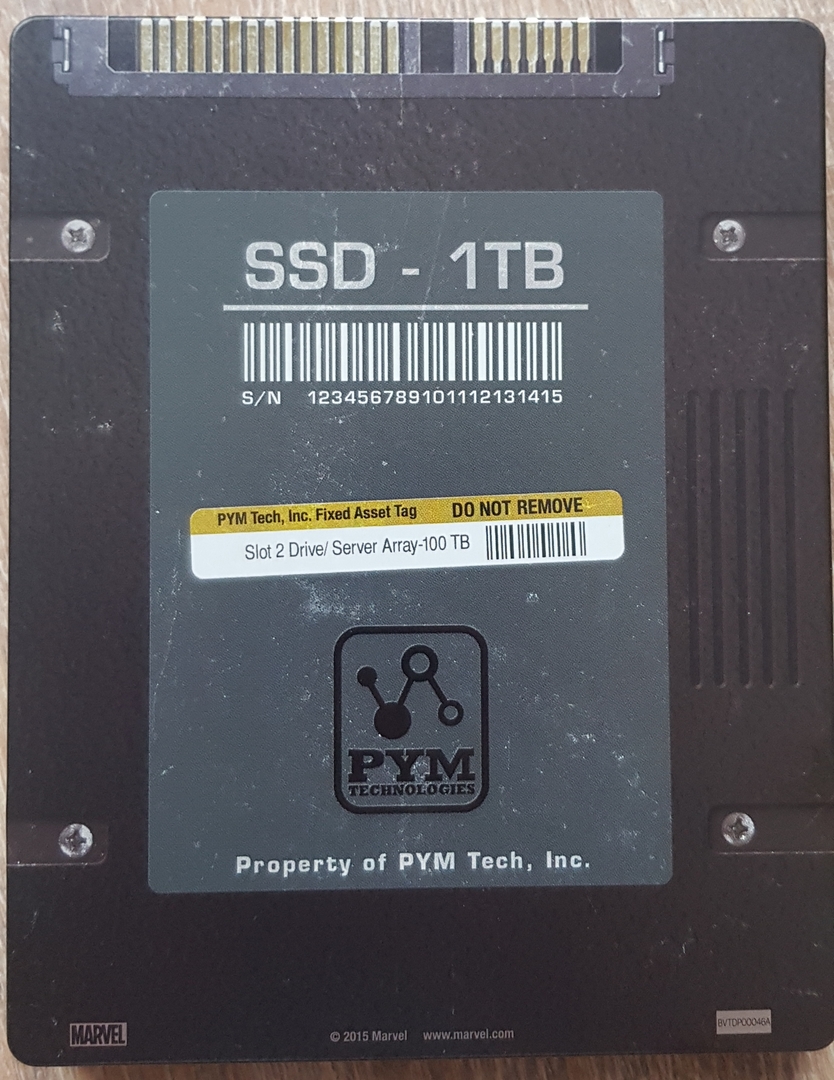 SSD - 1TB
S/N 123456789101112131415
PYM Tech, Inc. Fixed Asset Tag DO NOT REMOVE
Slot 2 Drive/ Server Array-100 TB
PYM
TECHNOLOGIES
Property of PYM Tech, Inc.
MARVEL
© 2015 Marvel www.marvel.com
BVTDP00046A